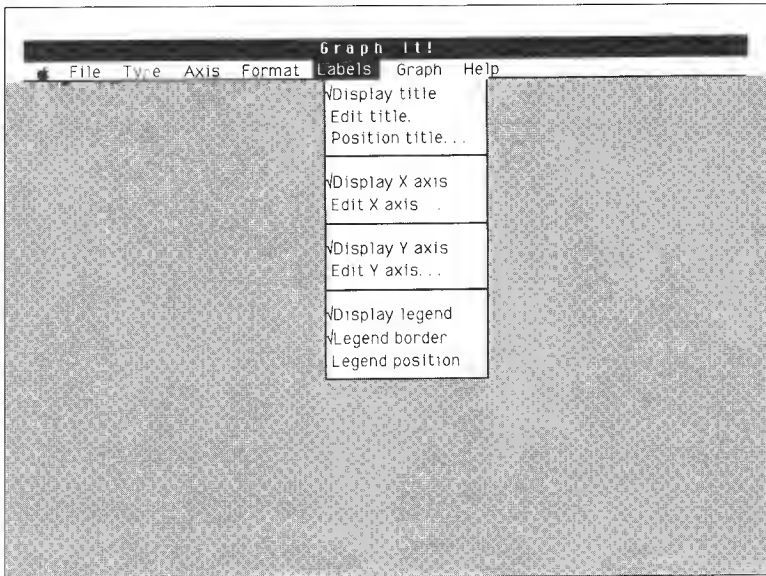 Graph It!
File Type Axis Format Labels Graph Help
√Display title
Edit title.
Position title...
√Display X axis
Edit X axis .
√Display Y axis
Edit Y axis...
√Display legend
√Legend border
Legend position